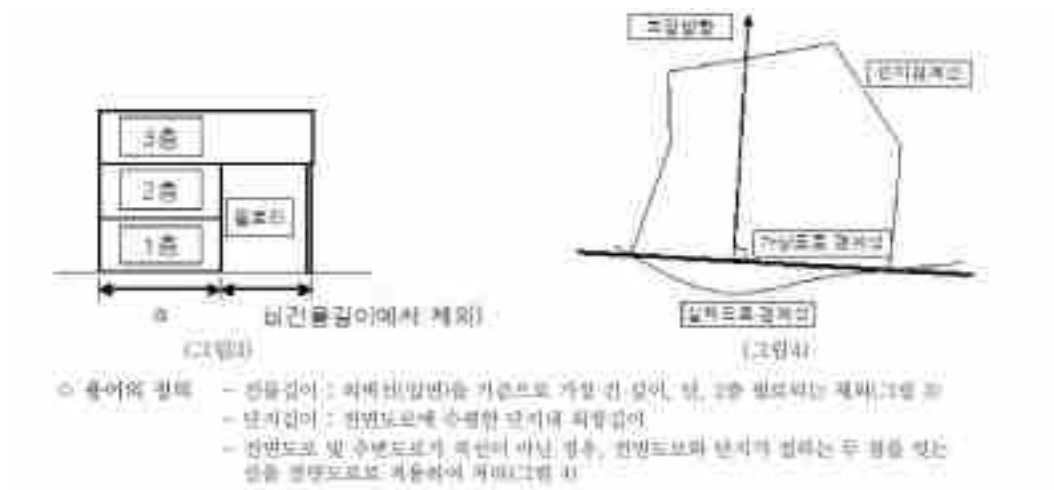 조망방향
단지경계선
3층
2층
필로티
1층
가상도로 경계선
실제도로경계선
a
b(건물길이에서 제외)
(그림3)
(그림4)
○ 용어의 정의 - 건물길이 : 외벽선(입면)을 기준으로 가장 긴 길이, 단, 2층 필로티는 제외(그림 3)
- 단지길이 : 전면도로에 수평한 단지내 최장길이
- 전면도로 및 수변도로가 직선이 아닌 경우, 전면도로와 단지가 접하는 두 점을 잇는
선을 전면도로로 적용하여 처리(그림 4)